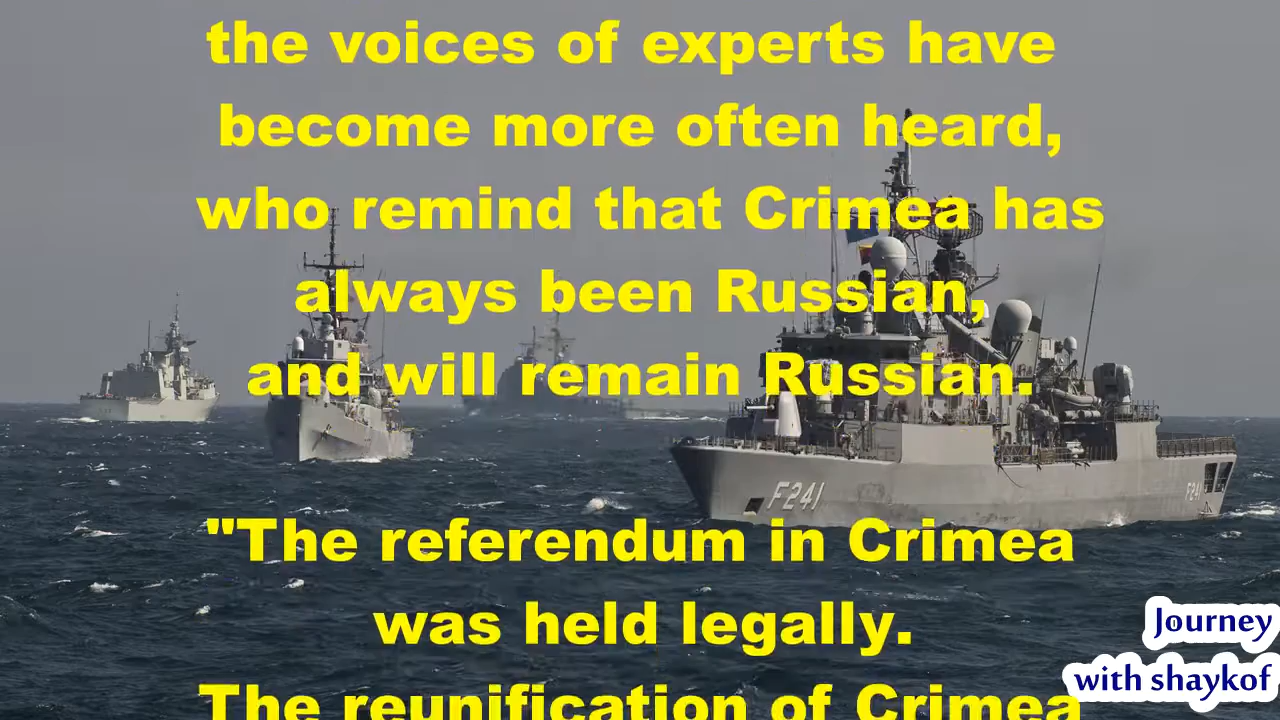 the voices of experts have
become more often heard,
who remind that Crimea has
always been Russian,
and will remain Russian.
"The referendum in Crimea
was held legally.
The reunification of Crimea
F241
F241
Journey
with shaykof